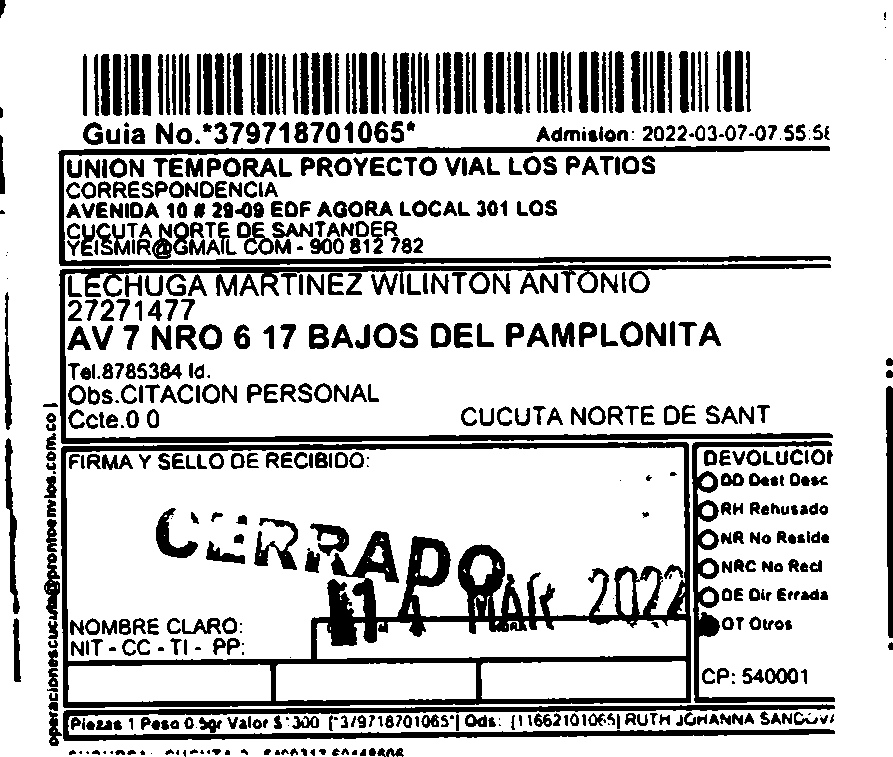 Guia No.*379718701065*
Admision: 2022-03-07-07.55:58
UNION TEMPORAL PROYECTO VIAL LOS PATIOS
CORRESPONDENCIA
AVENIDA 10 # 29-09 EDF AGORA LOCAL 301 LOS
CUCUTA NORTE DE SANTANDER
YEISMIR@GMAIL COM - 900 812 782
LECHUGA MARTINEZ WILINTON ANTONIO
27271477
AV 7 NRO 6 17 BAJOS DEL PAMPLONITA
Tel.8785384 Id.
Obs.CITACION PERSONAL
Ccte.0 0
CUCUTA NORTE DE SANT
operacionescucuta@prontoenvios.com.co |
FIRMA Y SELLO DE RECIBIDO:
CERRADO
MAR 2022
NOMBRE CLARO:
NIT - CC - TI - PP:
DEVOLUCION
DD Dest Desc
RH Rehusado
NR No Reside
NRC No Recl
DE Dir Errada
OT Otros
CP: 540001
Piezas 1 Peso 0.5gr Valor $ 300 [*379718701065*] Ods: [11662101065] RUTH JOHANNA SANDOVA